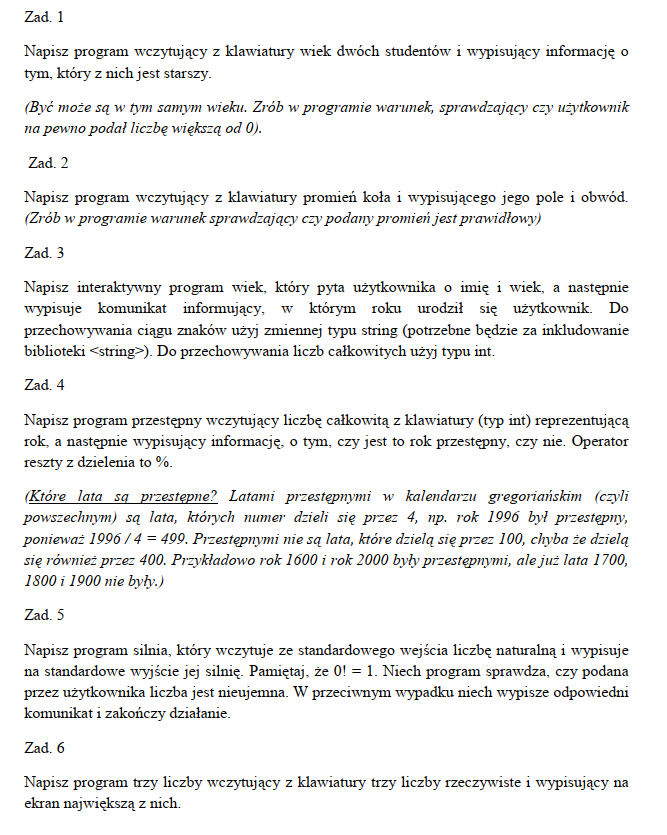 Zad. 1
Napisz program wczytujący z klawiatury wiek dwóch studentów i wypisujący informację o
tym, który z nich jest starszy.
(Być może są w tym samym wieku. Zrób w programie warunek, sprawdzający czy użytkownik
na pewno podał liczbę większą od 0).
Zad. 2
Napisz program wczytujący z klawiatury promień koła i wypisującego jego pole i obwód.
(Zrób w programie warunek sprawdzający czy podany promień jest prawidłowy)
Zad. 3
Napisz interaktywny program wiek, który pyta użytkownika o imię i wiek, a następnie
wypisuje komunikat informujący, w którym roku urodził się użytkownik. Do
przechowywania ciągu znaków użyj zmiennej typu string (potrzebne będzie za inkludowanie
biblioteki <string>). Do przechowywania liczb całkowitych użyj typu int.
Zad. 4
Napisz program przestępny wczytujący liczbę całkowitą z klawiatury (typ int) reprezentującą
rok, a następnie wypisujący informację, o tym, czy jest to rok przestępny, czy nie. Operator
reszty z dzielenia to %.
(Które lata są przestępne? Latami przestępnymi w kalendarzu gregoriańskim (czyli
powszechnym) są lata, których numer dzieli się przez 4, np. rok 1996 był przestępny,
ponieważ 1996 / 4 = 499. Przestępnymi nie są lata, które dzielą się przez 100, chyba że dzielą
się również przez 400. Przykładowo rok 1600 i rok 2000 były przestępnymi, ale już lata 1700,
1800 i 1900 nie były.)
Zad. 5
Napisz program silnia, który wczytuje ze standardowego wejścia liczbę naturalną i wypisuje
na standardowe wyjście jej silnię. Pamiętaj, że 0! = 1. Niech program sprawdza, czy podana
przez użytkownika liczba jest nieujemna. W przeciwnym wypadku niech wypisze odpowiedni
komunikat i zakończy działanie.
Zad. 6
Napisz program trzy liczby wczytujący z klawiatury trzy liczby rzeczywiste i wypisujący na
ekran największą z nich.